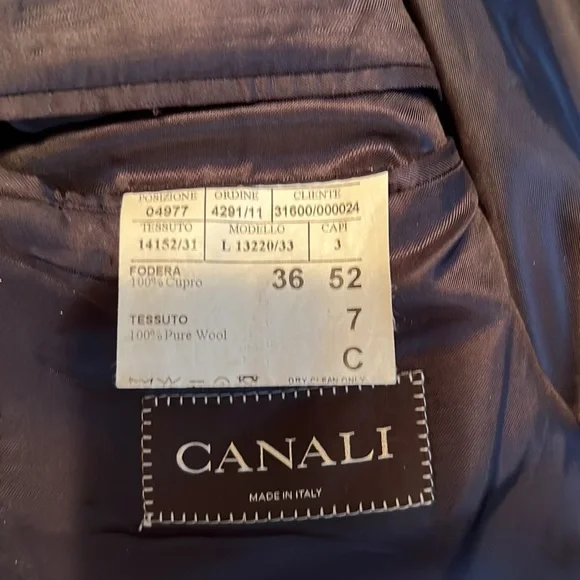 POSIZIONE ORDINE CLIENTE
04977 4291/11 31600/000024
TESSUTO MODELLO CAPI
14152/31 L 13220/33 3
FODERA 36 52
100% Cupro
TESSUTO 7
100% Pure Wool
C
DRY CLEAN ONLY
CANALI
MADE IN ITALY